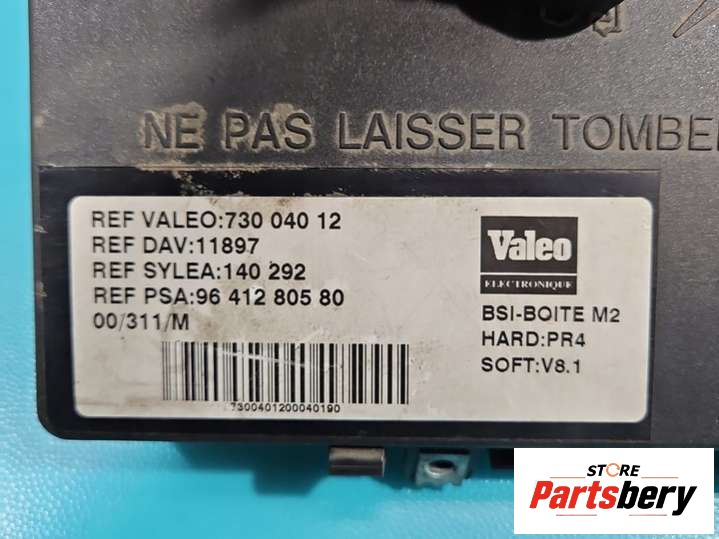 NE PAS LAISSER TOMBE
REF VALEO:730 040 12
REF DAV:11897
REF SYLEA:140 292
REF PSA:96 412 805 80
00/311/M
7300401200040190
Valeo
ELECTRONIQUE
BSI-BOITE M2
HARD:PR4
SOFT:V8.1
STORE
Partsbery